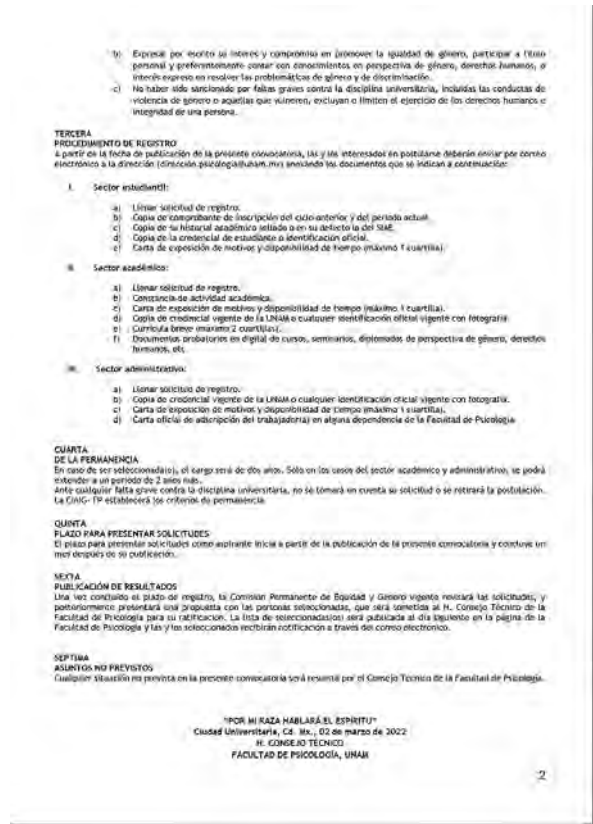 b) Expresar por escrito su interés y compromiso en promover la igualdad de género, participar a título
personal y preferentemente contar con conocimientos en perspectiva de género, derechos humanos, o
interés expreso en resolver las problemáticas de género y de discriminación.
c) No haber sido sancionado por faltas graves contra la disciplina universitaria, incluidas las conductas de
violencia de género o aquellas que vulneren, excluyan o limiten el ejercicio de los derechos humanos e
integridad de una persona.
TERCERA
PROCEDIMIENTO DE REGISTRO
A partir de la fecha de publicación de la presente convocatoria, las y los interesados en postularse deberán enviar por correo
electrónico a la dirección (direccion.psicologia@unam.mx) anexando los documentos que se indican a continuación:
I. Sector estudiantil:
a) Llenar solicitud de registro.
b) Copia de comprobante de inscripción del ciclo anterior y del periodo actual.
c) Copia de su historial académico sellado o en su defecto la del SIAE.
d) Copia de la credencial de estudiante o identificación oficial.
e) Carta de exposición de motivos y disponibilidad de tiempo (máximo 1 cuartilla).
II. Sector académico:
a) Llenar solicitud de registro.
b) Constancia de actividad académica.
c) Carta de exposición de motivos y disponibilidad de tiempo (máximo 1 cuartilla).
d) Copia de credencial vigente de la UNAM o cualquier identificación oficial vigente con fotografía
e) Currícula breve (máximo 2 cuartillas).
f) Documentos probatorios en digital de cursos, seminarios, diplomados de perspectiva de género, derechos
humanos, etc
III. Sector administrativo:
a) Llenar solicitud de registro.
b) Copia de credencial vigente de la UNAM o cualquier identificación oficial vigente con fotografía.
c) Carta de exposición de motivos y disponibilidad de tiempo (máximo 1 cuartilla).
d) Carta oficial de adscripción del trabajador(a) en alguna dependencia de la Facultad de Psicología
CUARTA
DE LA PERMANENCIA
En caso de ser seleccionada(o), el cargo será de dos años. Sólo en los casos del sector académico y administrativo, se podrá
extender a un periodo de 2 años más.
Ante cualquier falta grave contra la disciplina universitaria, no se tomará en cuenta su solicitud o se retirará la postulación.
La establecerá los criterios de permanencia.
QUINTA
PLAZO PARA PRESENTAR SOLICITUDES
El plazo para presentar solicitudes como aspirante inicia a partir de la publicación de la presente convocatoria y concluye un
mes después de su publicación.
SEXTA
PUBLICACIÓN DE RESULTADOS
Una vez concluido el plazo de registro, la Comisión Permanente de Equidad y Género vigente revisará las solicitudes, y
posteriormente presentará una propuesta con las personas seleccionadas, que será sometida al H. Consejo Técnico de la
Facultad de Psicología para su ratificación. La lista de seleccionadas(os) será publicada al día siguiente en la página de la
Facultad de Psicología y las y los seleccionados recibirán notificación a través del correo electrónico.
SÉPTIMA
ASUNTOS NO PREVISTOS
Cualquier situación no prevista en la presente convocatoria será resuelta por el Consejo Técnico de la Facultad de Psicología.
"POR MI RAZA HABLARÁ EL ESPÍRITU"
Ciudad Universitaria, Cd. Mx., 02 de marzo de 2022
H. CONSEJO TÉCNICO
FACULTAD DE PSICOLOGÍA, UNAM
2